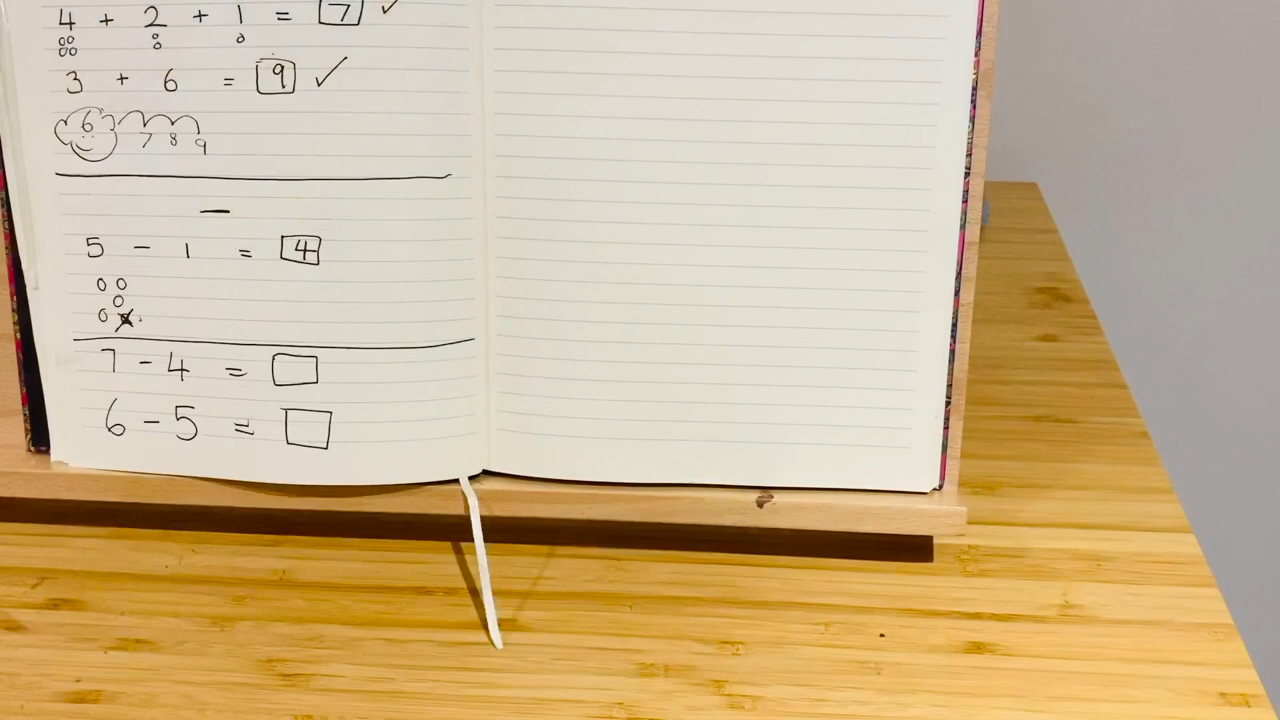 4 + 2 + 1 = 7 ✓
3 + 6 = 9 ✓
6 7 8 9
−
5 − 1 = 4
7 − 4 =
6 − 5 =